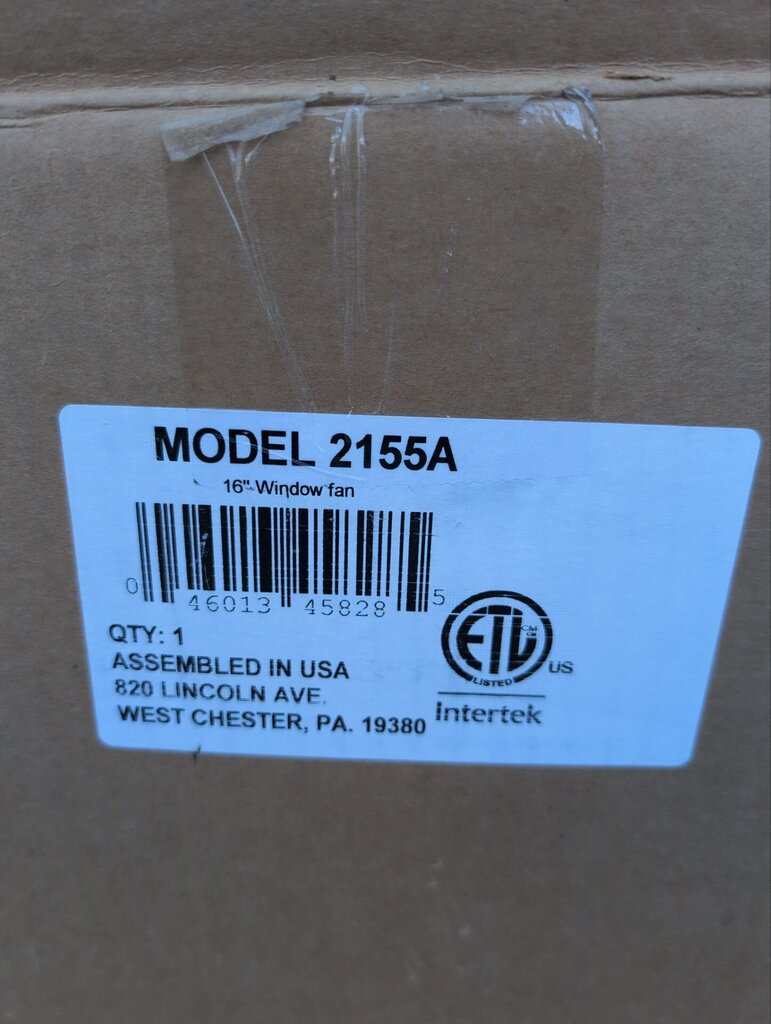 MODEL 2155A
16" Window fan
0 46013 45828 5
QTY: 1
ASSEMBLED IN USA
820 LINCOLN AVE.
WEST CHESTER, PA. 19380
ETL CM
LISTED
US
Intertek